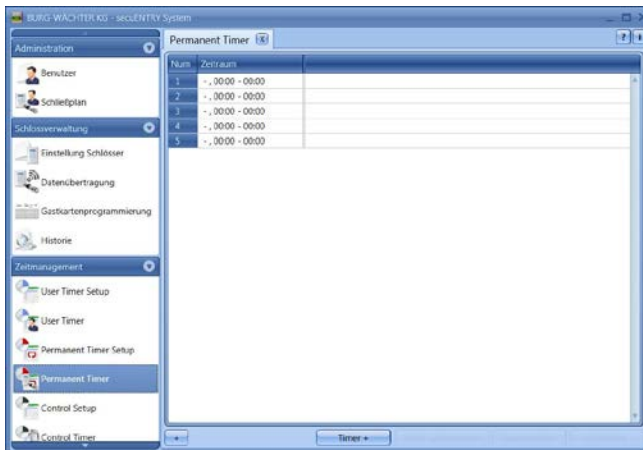 BURG-WÄCHTER KG - secuENTRY System
Administration
Benutzer
Schließplan
Schlossverwaltung
Einstellung Schlösser
Datenübertragung
Gastkartenprogrammierung
Historie
Zeitmanagement
User Timer Setup
User Timer
Permanent Timer Setup
Permanent Timer
Control Setup
Control Timer
Permanent Timer
Num Zeitraum
1 - , 00:00 - 00:00
2 - , 00:00 - 00:00
3 - , 00:00 - 00:00
4 - , 00:00 - 00:00
5 - , 00:00 - 00:00
Timer +